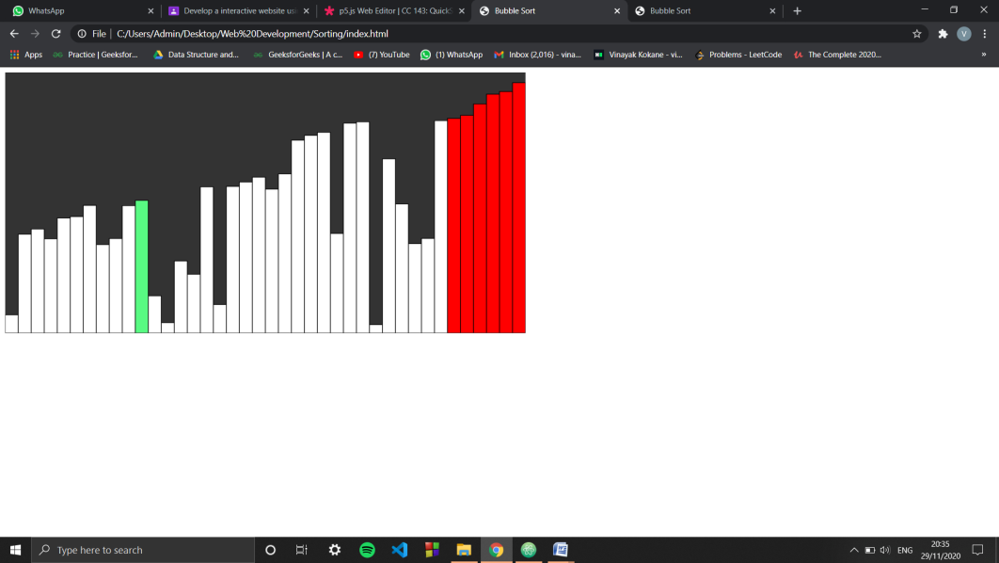 WhatsApp
Develop a interactive website usi
p5.js Web Editor | CC 143: QuickS
Bubble Sort
Bubble Sort
File | C:/Users/Admin/Desktop/Web%20Development/Sorting/index.html
V
Apps
Practice | Geeksfor...
Data Structure and...
GeeksforGeeks | A c...
(7) YouTube
(1) WhatsApp
Inbox (2,016) - vina...
Vinayak Kokane - vi...
Problems - LeetCode
The Complete 2020...
»
Type here to search
ENG
20:35
29/11/2020